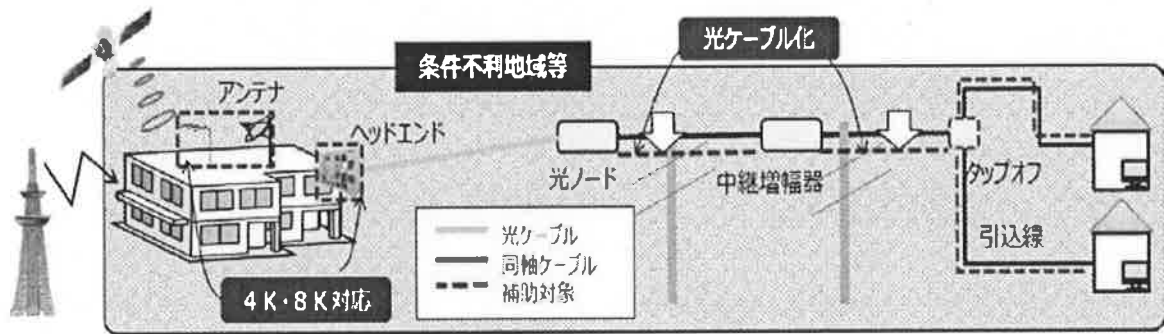 光ケーブル化
条件不利地域等
アンテナ
ヘッドエンド
光ノード
中継増幅器
タップオフ
引込線
光ケーブル
同軸ケーブル
補助対象
4K・8K対応